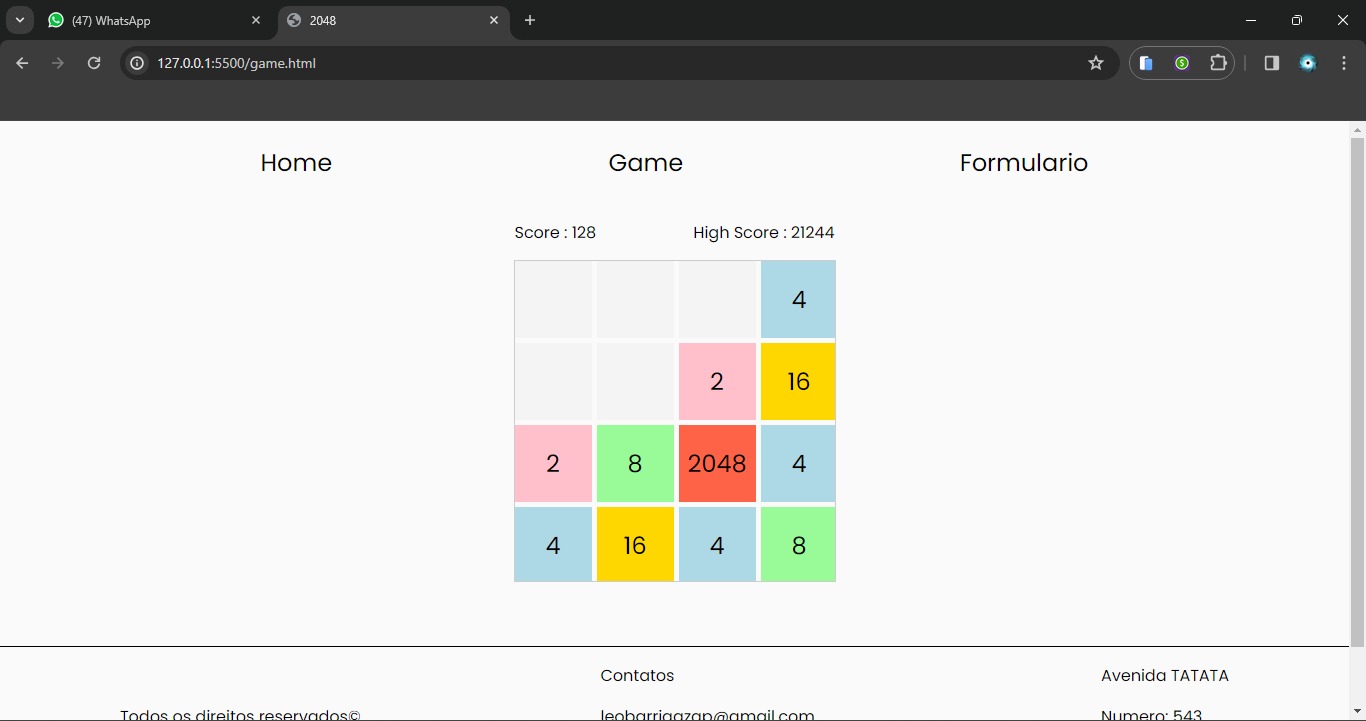 (47) WhatsApp 2048
127.0.0.1:5500/game.html
Home Game Formulario
Score : 128 High Score : 21244
4
2 16
2 8 2048 4
4 16 4 8
Contatos Avenida TATATA
Todos os direitos reservados© leobarrigazap@gmail.com Numero: 543